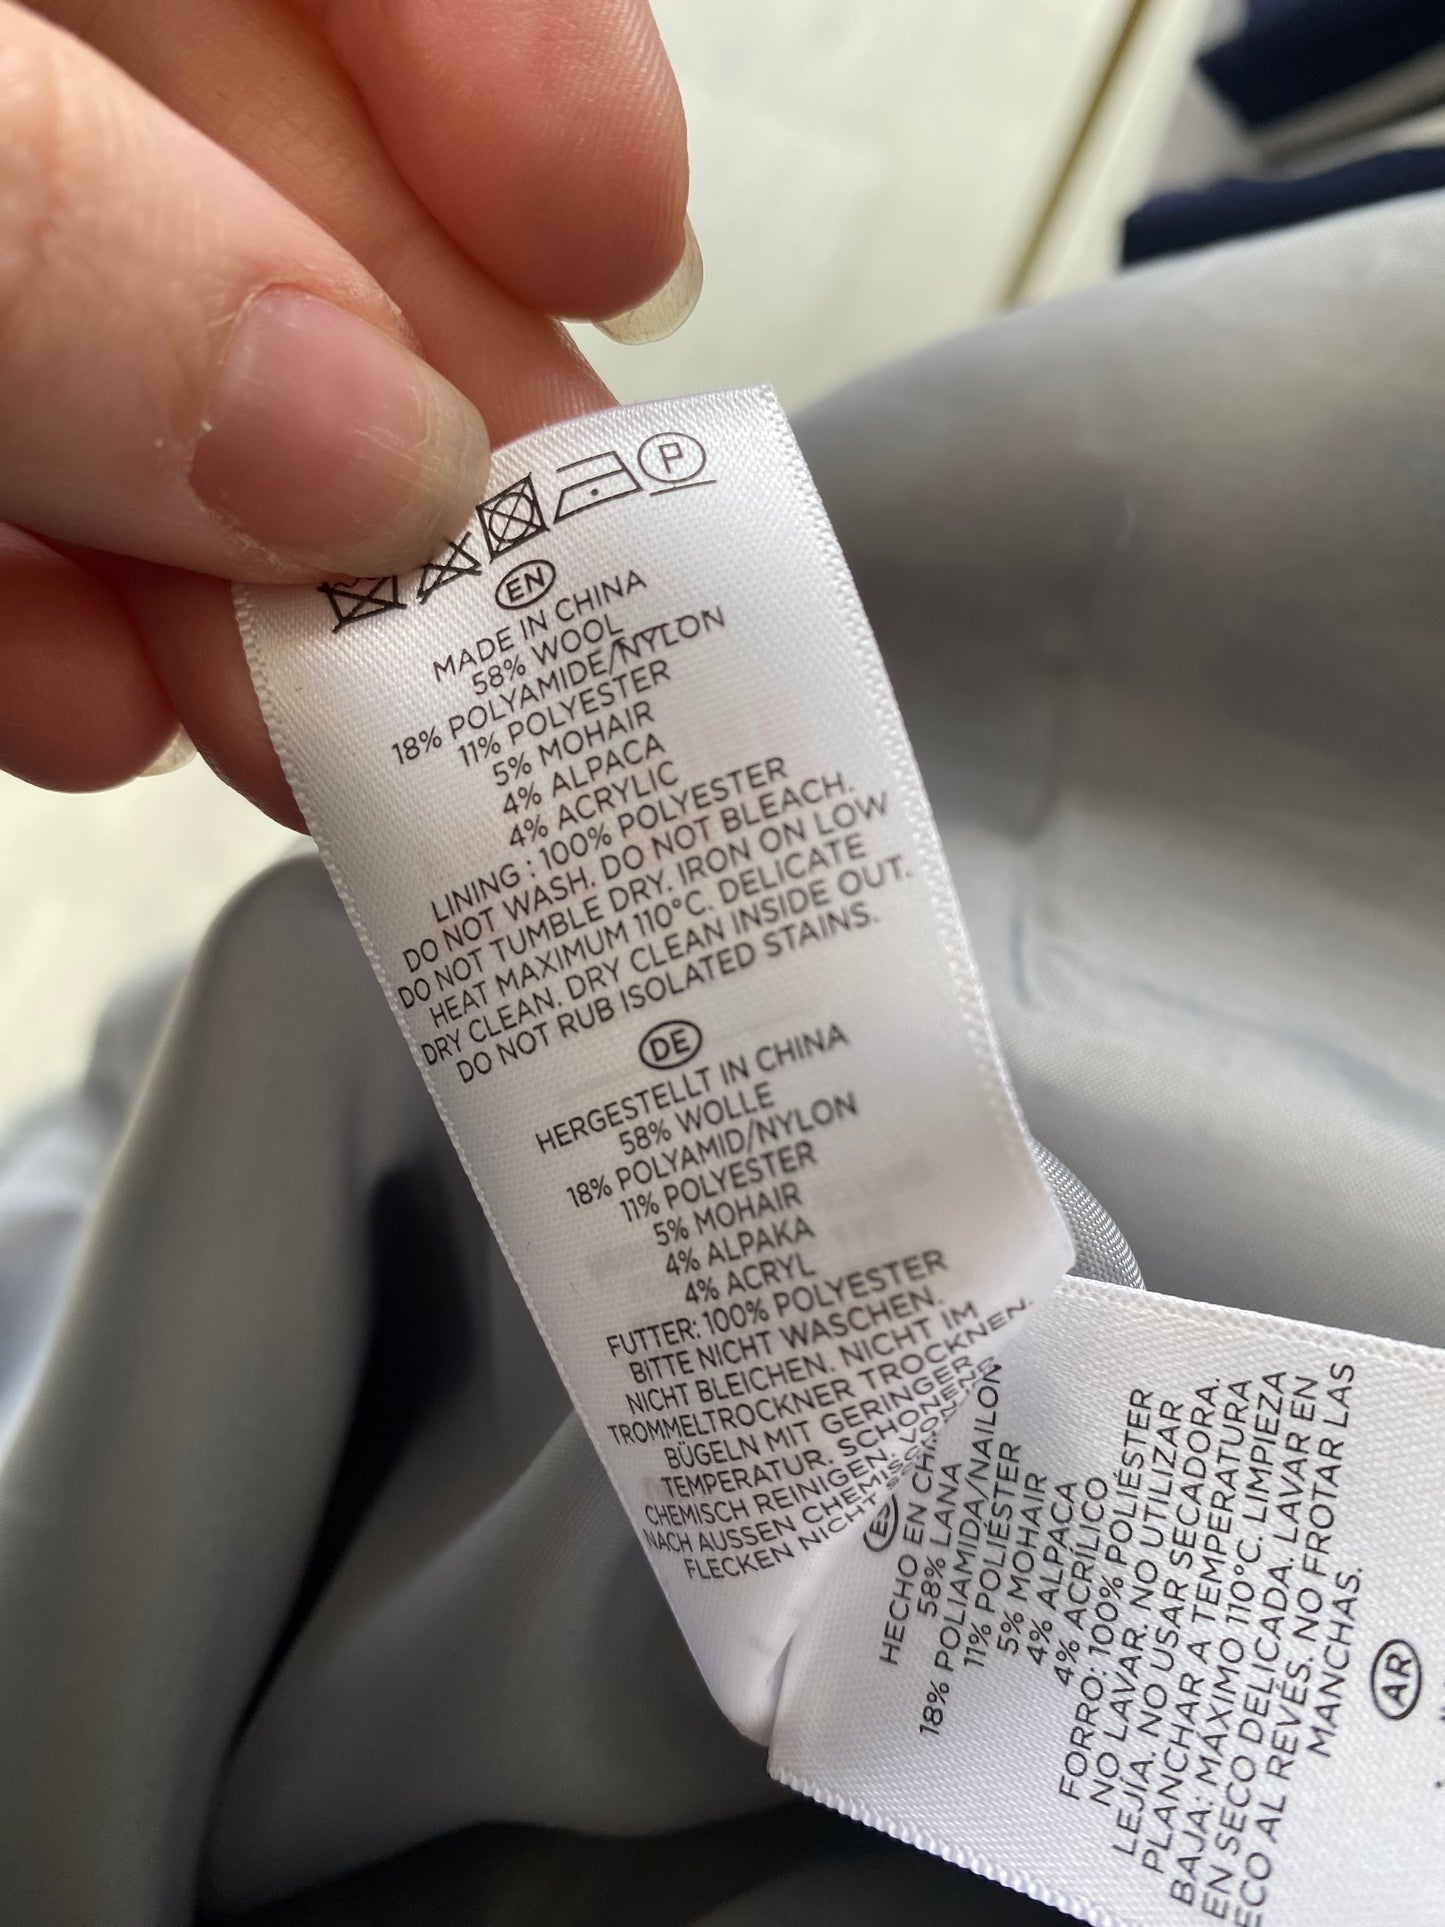 P
EN
MADE IN CHINA
58% WOOL
18% POLYAMIDE/NYLON
11% POLYESTER
5% MOHAIR
4% ALPACA
4% ACRYLIC
LINING : 100% POLYESTER
DO NOT WASH. DO NOT BLEACH.
DO NOT TUMBLE DRY. IRON ON LOW
HEAT MAXIMUM 110°C. DELICATE
DRY CLEAN. DRY CLEAN INSIDE OUT.
DO NOT RUB ISOLATED STAINS.
DE
HERGESTELLT IN CHINA
58% WOLLE
18% POLYAMID/NYLON
11% POLYESTER
5% MOHAIR
4% ALPAKA
4% ACRYL
FUTTER: 100% POLYESTER
BITTE NICHT WASCHEN.
NICHT BLEICHEN. NICHT IM
TROMMELTROCKNER TROCKNEN.
BÜGELN MIT GERINGER
TEMPERATUR. SCHONEND
CHEMISCH REINIGEN. VON
NACH AUSSEN CHEMISCH
FLECKEN NICHT
ES
HECHO EN
58% LANA
18% POLIAMIDA/NAILON
11% POLIÉSTER
5% MOHAIR
4% ALPACA
4% ACRÍLICO
FORRO: 100% POLIÉSTER
NO LAVAR. NO UTILIZAR
LEJÍA. NO USAR SECADORA.
PLANCHAR A TEMPERATURA
BAJA: MÁXIMO 110°C. LIMPIEZA
EN SECO DELICADA. LAVAR EN
ECO AL REVÉS. NO FROTAR LAS
MANCHAS.
AR